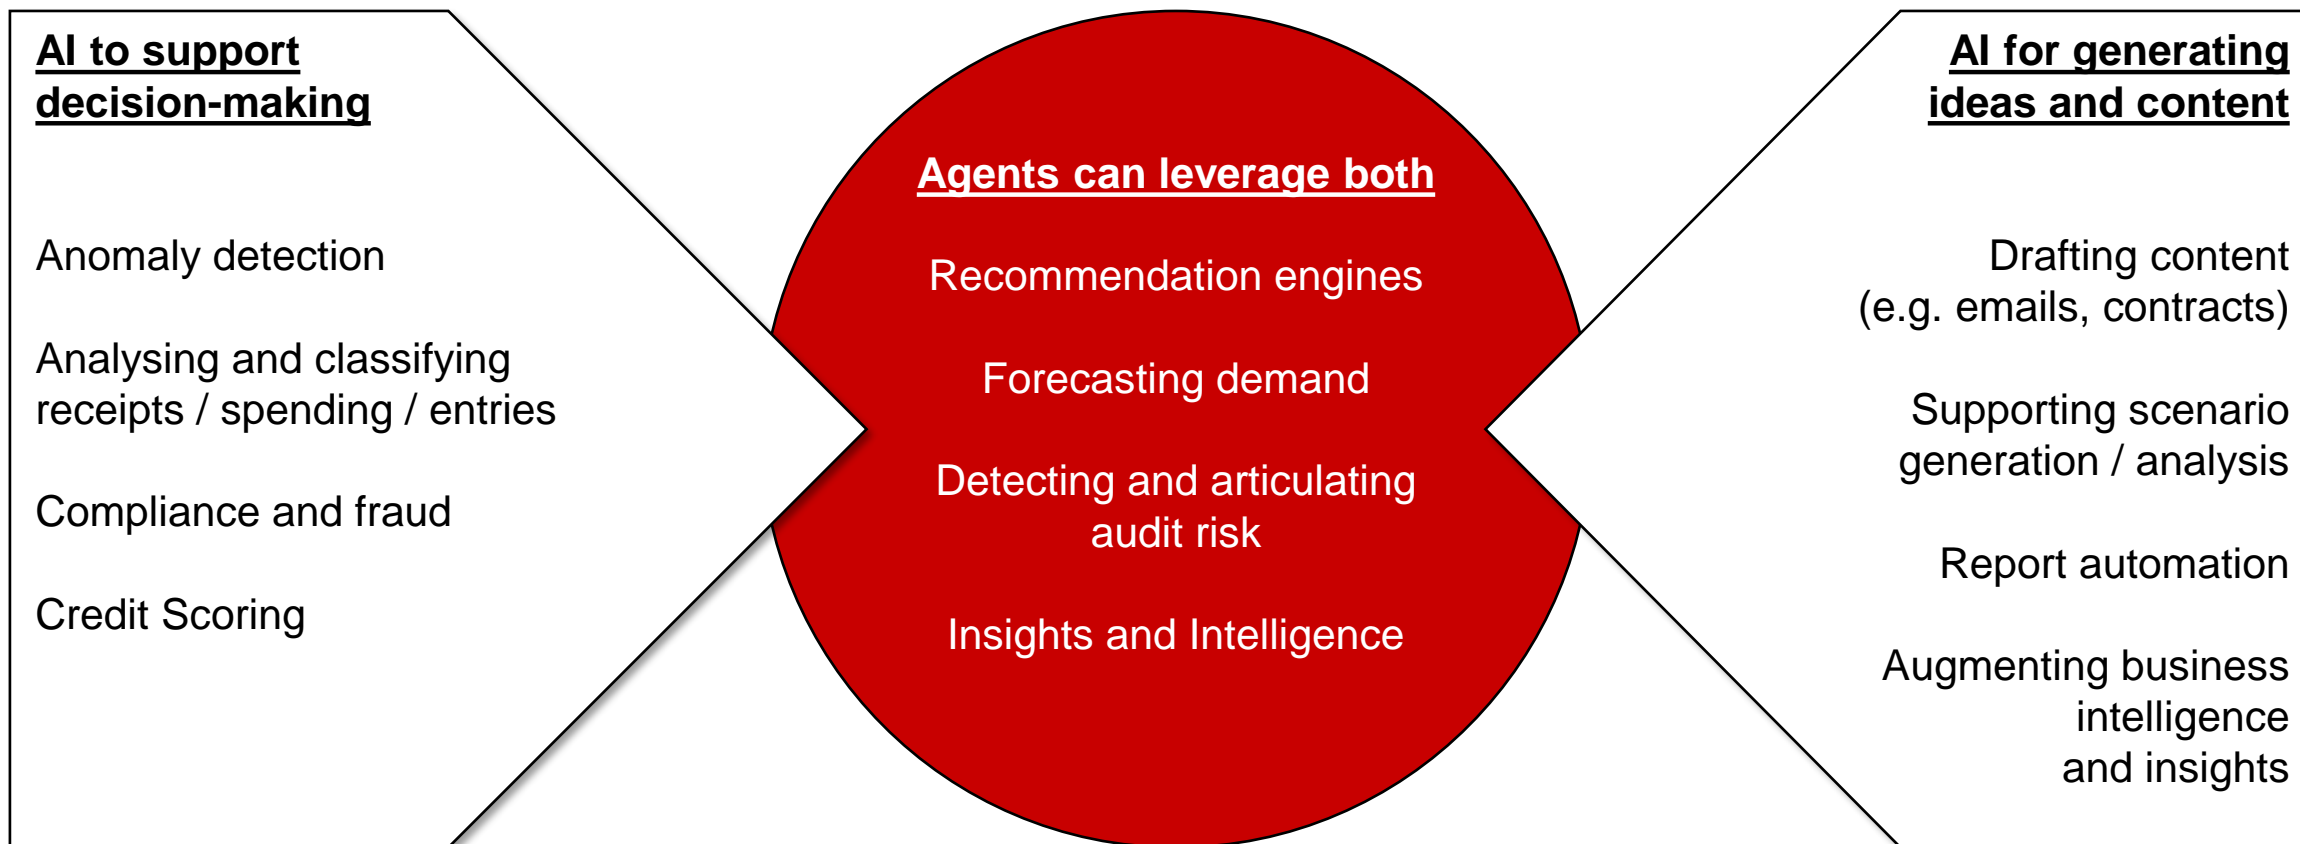 AI to support
decision-making
Anomaly detection
Analysing and classifying
receipts / spending / entries
Compliance and fraud
Credit Scoring
Agents can leverage both
Recommendation engines
Forecasting demand
Detecting and articulating
audit risk
Insights and Intelligence
AI for generating
ideas and content
Drafting content
(e.g. emails, contracts)
Supporting scenario
generation / analysis
Report automation
Augmenting business
intelligence
and insights